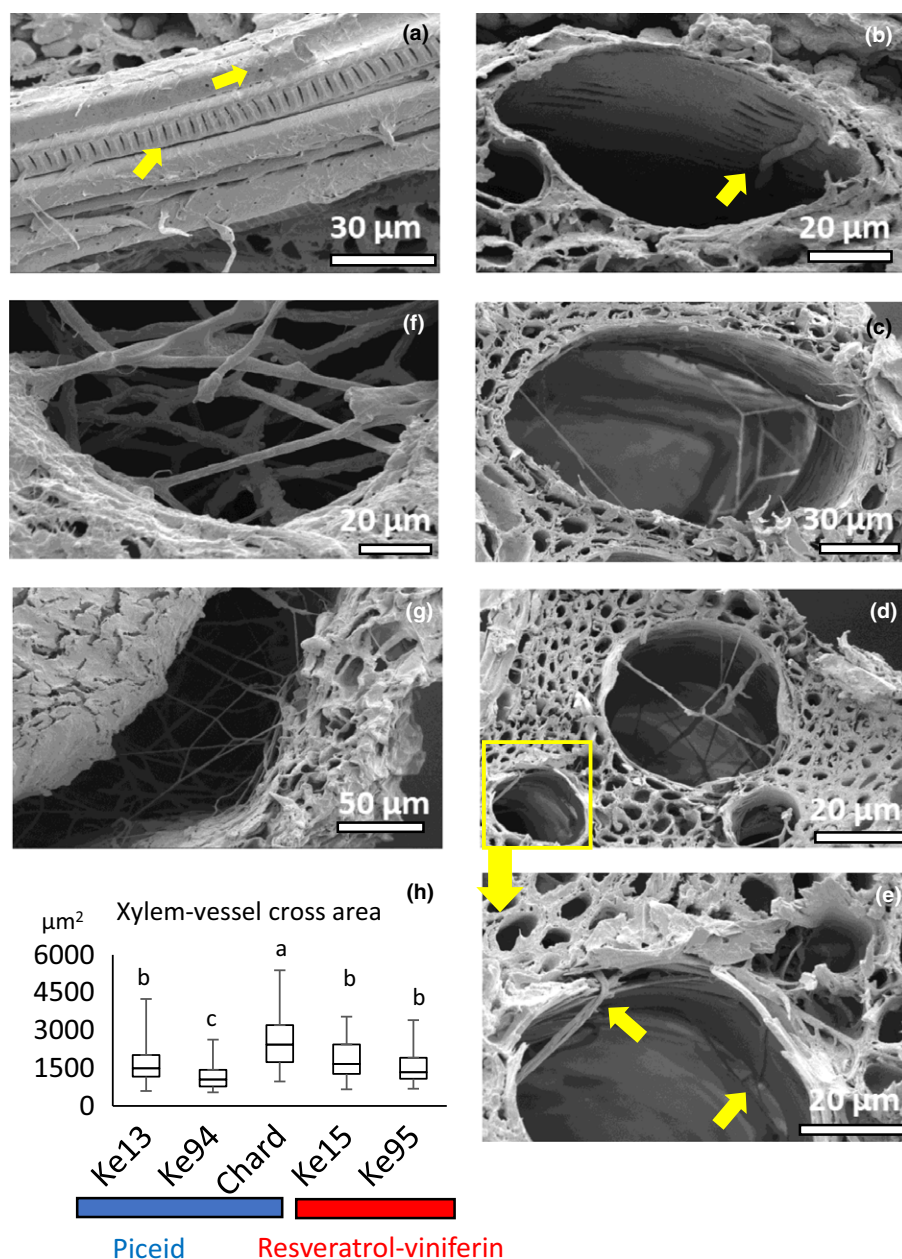 (a)
30 µm
(b)
20 µm
(f)
20 µm
(c)
30 µm
(g)
50 µm
(d)
20 µm
(e)
20 µm
(h)
µm²
Xylem-vessel cross area
6000
4500
3000
1500
0
b
c
a
b
b
Ke13
Ke94
Chard
Ke15
Ke95
Piceid
Resveratrol-viniferin